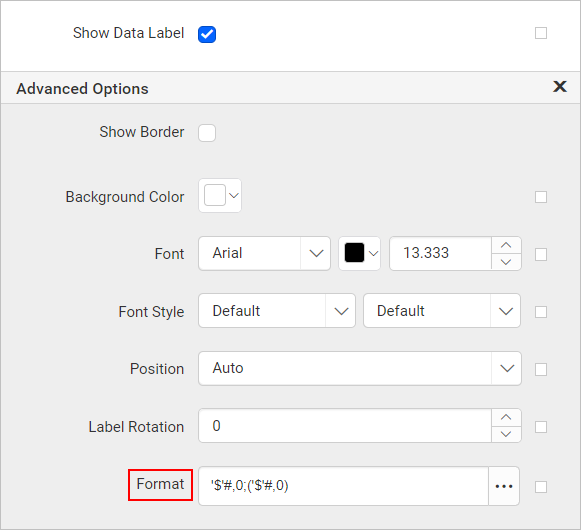 Show Data Label
Advanced Options
Show Border
Background Color
Font Arial 13.333
Font Style Default Default
Position Auto
Label Rotation 0
Format '$'#,0;('$'#,0)